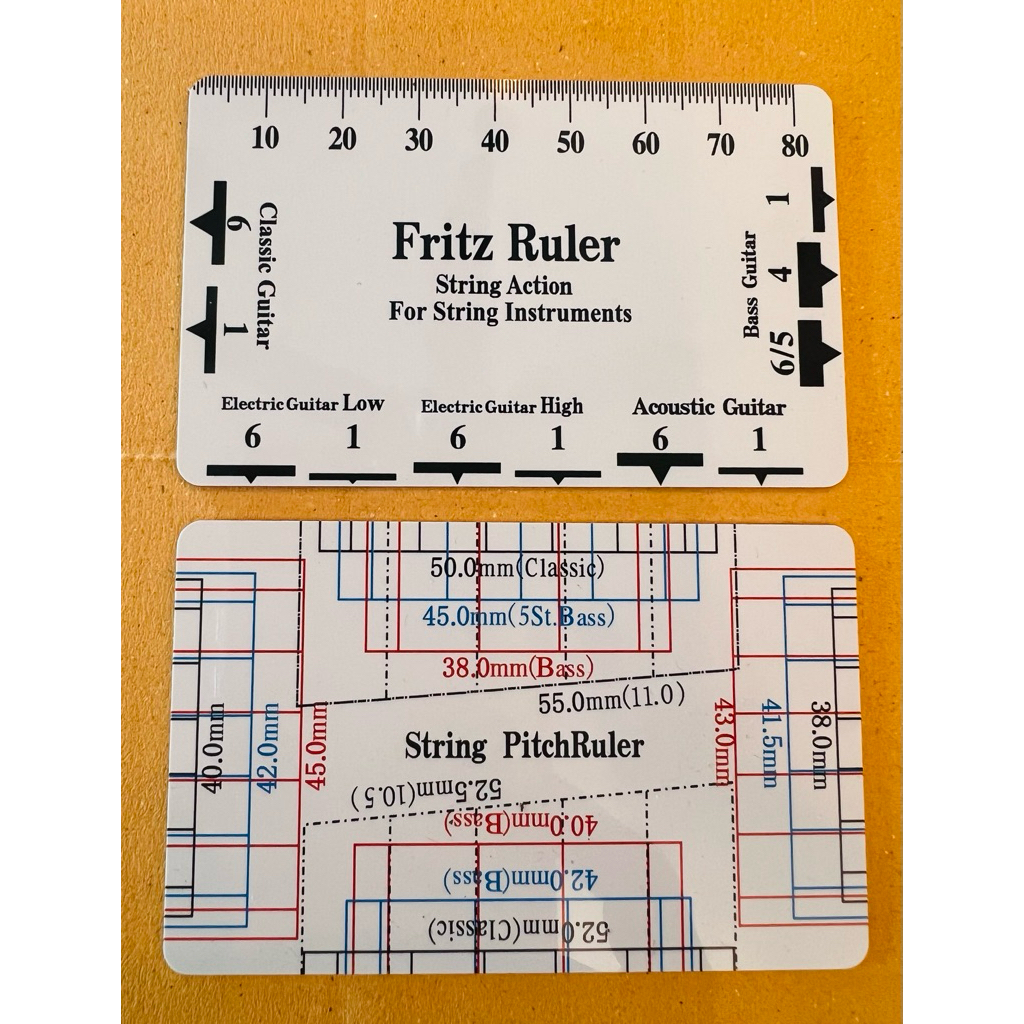 10 20 30 40 50 60 70 80
Classic Guitar
6
1
Fritz Ruler
String Action
For String Instruments
Bass Guitar
1
4
6/5
Electric Guitar Low
6 1
Electric Guitar High
6 1
Acoustic Guitar
6 1
50.0mm(Classic)
45.0mm(5St.Bass)
38.0mm(Bass)
55.0mm(11.0)
40.0mm
42.0mm
45.0mm
String PitchRuler
43.0mm
41.5mm
38.0mm
52.5mm(10.5)
40.0mm(Bass)
42.0mm(Bass)
52.0mm(Classic)